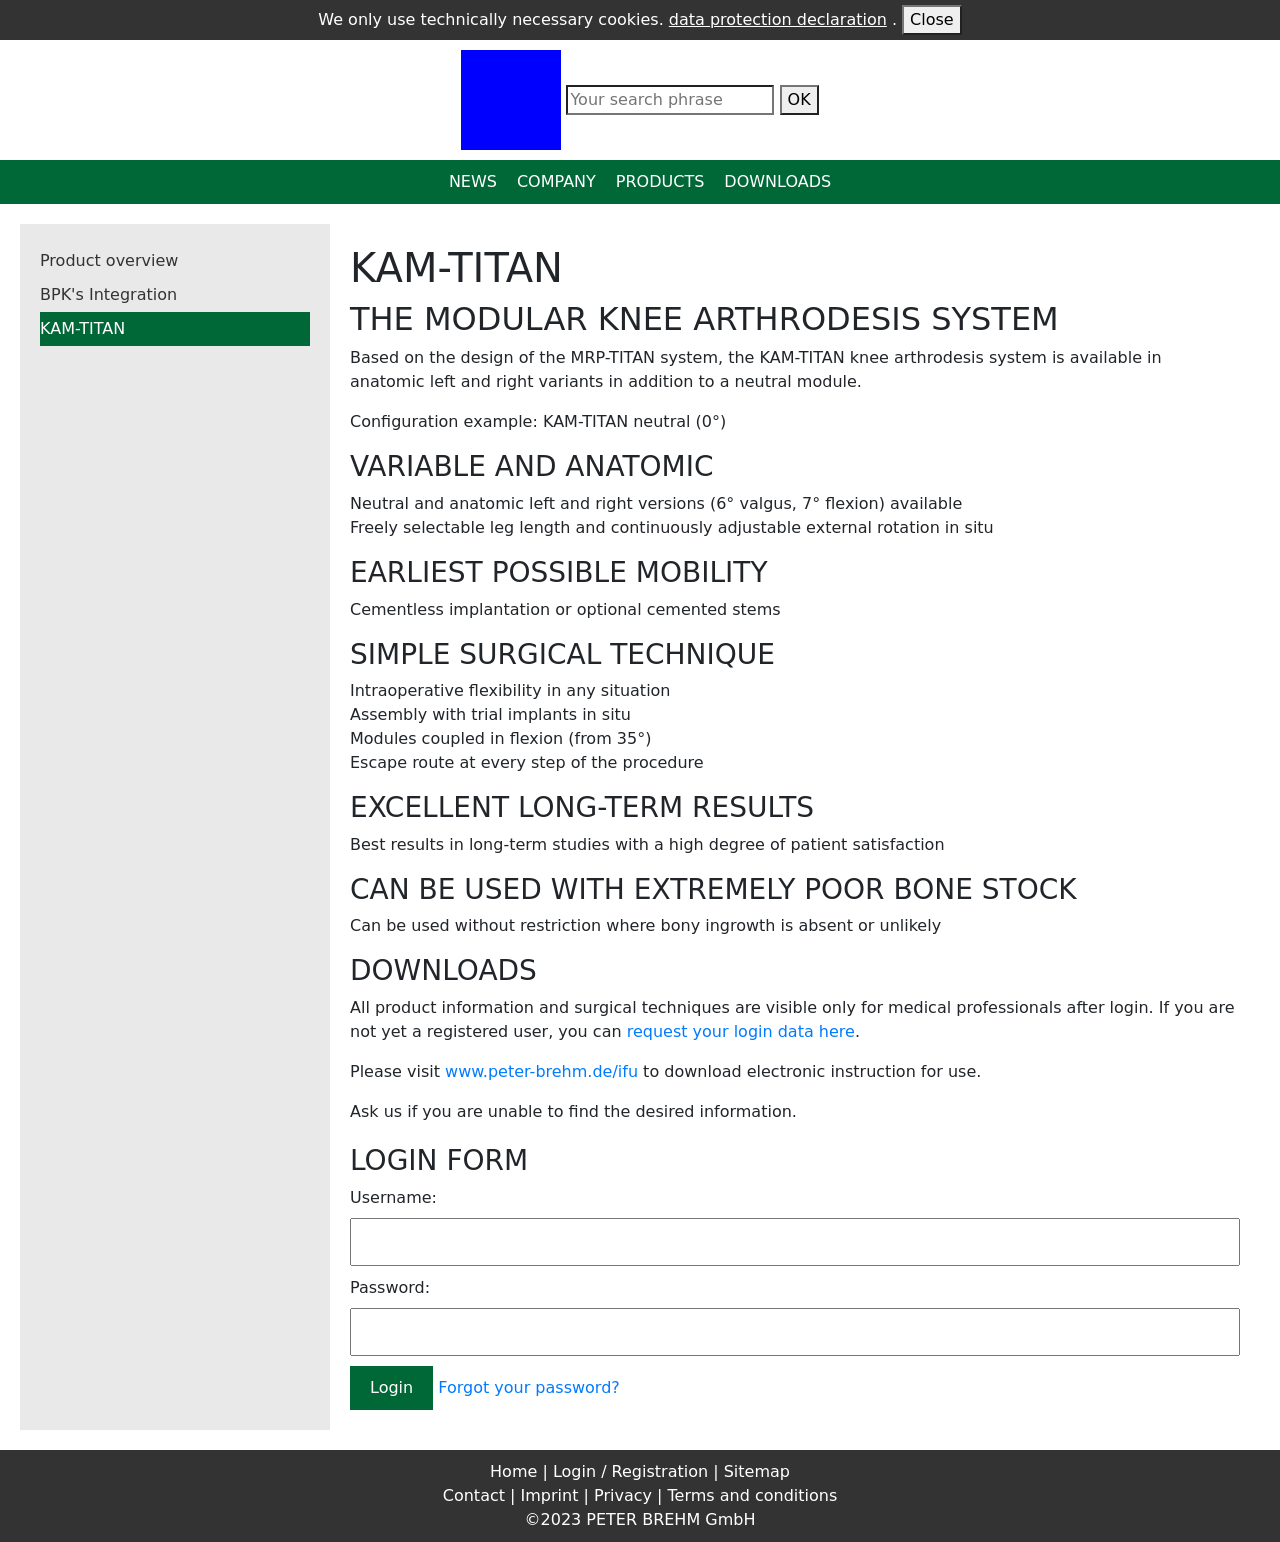 We only use technically necessary cookies. data protection declaration . Close
Your search phrase OK
NEWS COMPANY PRODUCTS DOWNLOADS
Product overview
BPK's Integration
KAM-TITAN
KAM-TITAN
THE MODULAR KNEE ARTHRODESIS SYSTEM
Based on the design of the MRP-TITAN system, the KAM-TITAN knee arthrodesis system is available in
anatomic left and right variants in addition to a neutral module.
Configuration example: KAM-TITAN neutral (0°)
VARIABLE AND ANATOMIC
Neutral and anatomic left and right versions (6° valgus, 7° flexion) available
Freely selectable leg length and continuously adjustable external rotation in situ
EARLIEST POSSIBLE MOBILITY
Cementless implantation or optional cemented stems
SIMPLE SURGICAL TECHNIQUE
Intraoperative flexibility in any situation
Assembly with trial implants in situ
Modules coupled in flexion (from 35°)
Escape route at every step of the procedure
EXCELLENT LONG-TERM RESULTS
Best results in long-term studies with a high degree of patient satisfaction
CAN BE USED WITH EXTREMELY POOR BONE STOCK
Can be used without restriction where bony ingrowth is absent or unlikely
DOWNLOADS
All product information and surgical techniques are visible only for medical professionals after login. If you are
not yet a registered user, you can request your login data here.
Please visit www.peter-brehm.de/ifu to download electronic instruction for use.
Ask us if you are unable to find the desired information.
LOGIN FORM
Username:
Password:
Login Forgot your password?
Home | Login / Registration | Sitemap
Contact | Imprint | Privacy | Terms and conditions
©2023 PETER BREHM GmbH